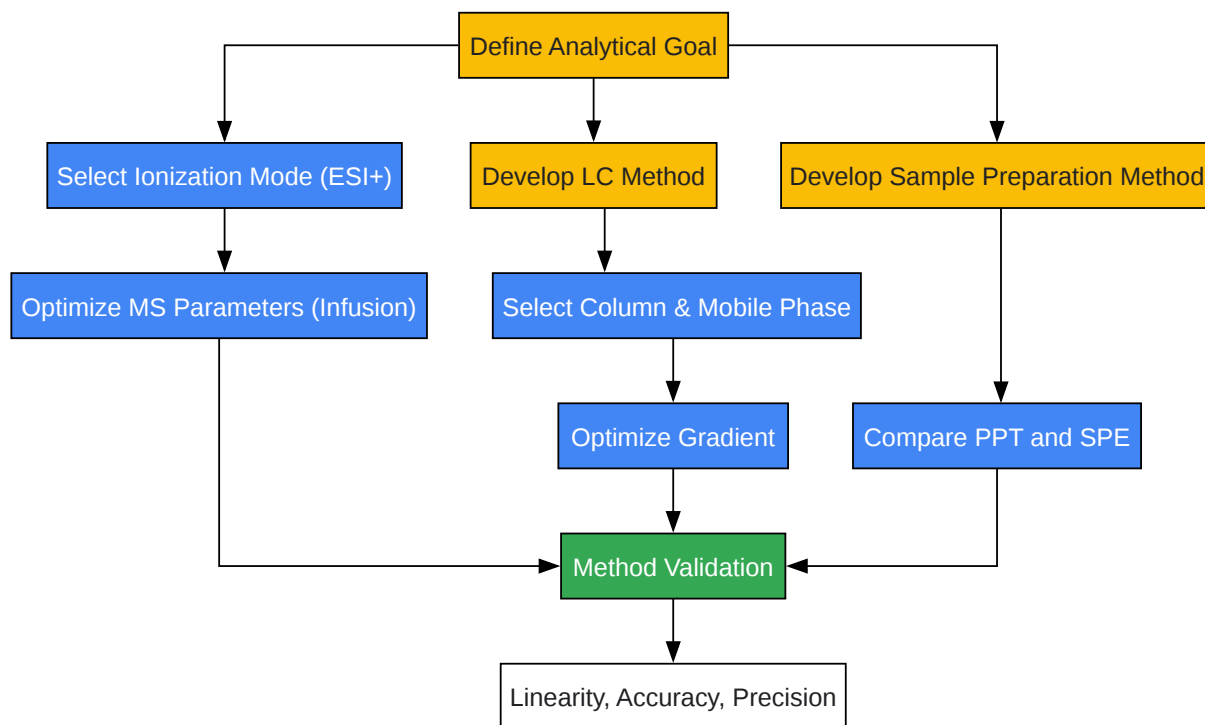 Define Analytical Goal
Select Ionization Mode (ESI+)
Develop LC Method
Develop Sample Preparation Method
Optimize MS Parameters (Infusion)
Select Column & Mobile Phase
Optimize Gradient
Compare PPT and SPE
Method Validation
Linearity, Accuracy, Precision